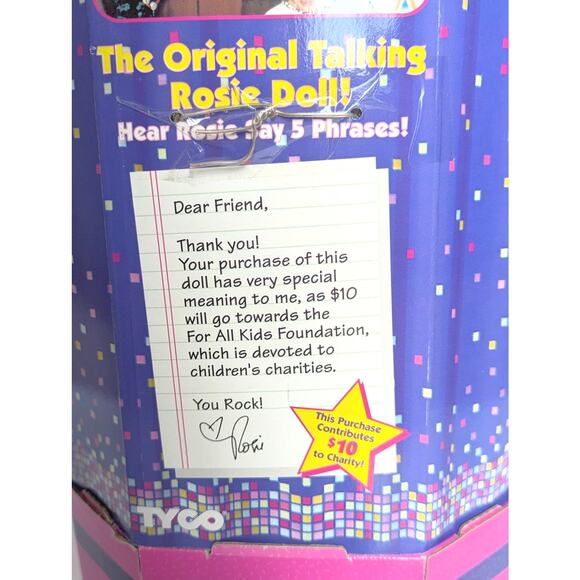 The Original Talking
Rosie Doll!
Hear Rosie Say 5 Phrases!
Dear Friend,
Thank you!
Your purchase of this
doll has very special
meaning to me, as $10
will go towards the
For All Kids Foundation,
which is devoted to
children's charities.
You Rock!
Rosie
This Purchase
Contributes
$10
to Charity!
TYCO